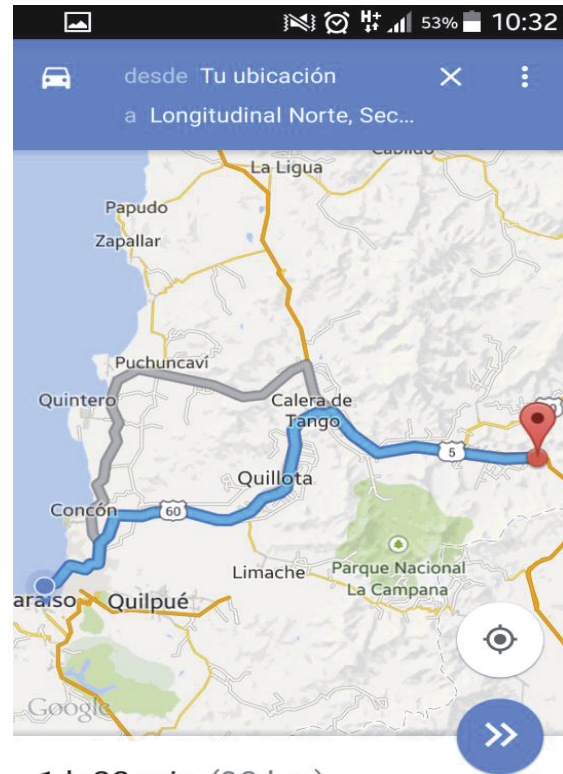 53% 10:32
desde Tu ubicación
a Longitudinal Norte, Sec...
La Ligua
Papudo
Zapallar
Puchuncaví
Quintero
Calera de
Tango
5
Quillota
Concón
60
Limache
Parque Nacional
La Campana
araíso
Quilpué
Google